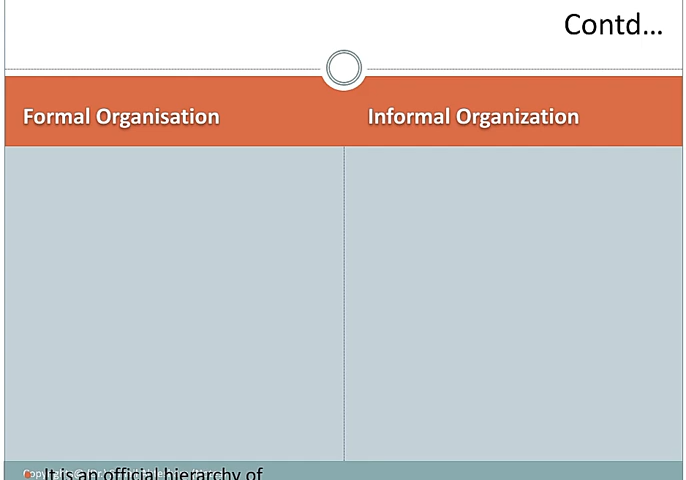 Contd...
Formal Organisation
Informal Organization
It is an official hierarchy of